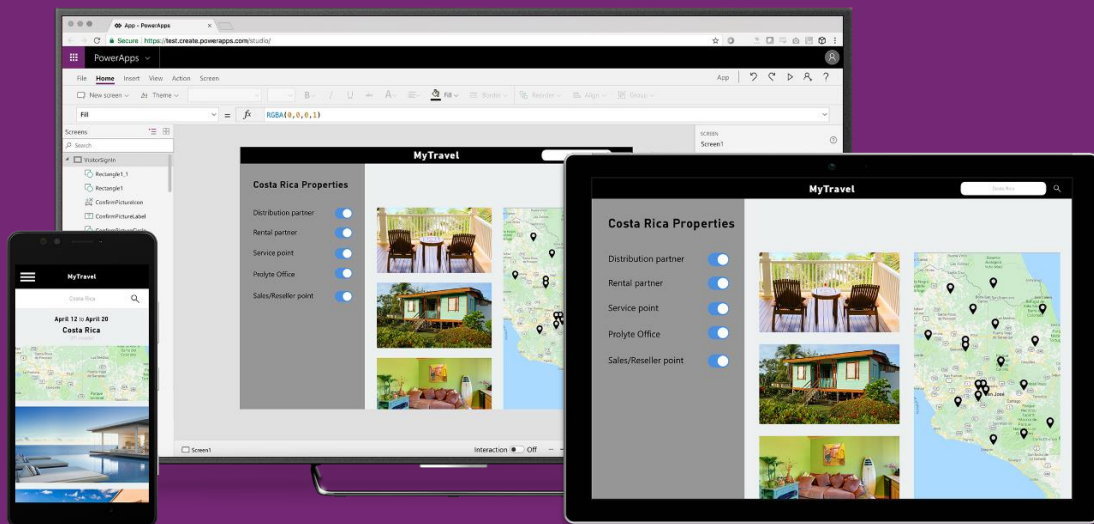 App - PowerApps
Secure https://test.create.powerapps.com/studio/
PowerApps
File Home Insert View Action Screen App
New screen Theme B I U A Fill Border Reorder Align Group
Fill = fx RGBA(0,0,0,1)
Screens
Search
VisitorSignIn
Rectangle1_1
Rectangle1
ConfirmPictureIcon
ConfirmPictureLabel
SCREEN
Screen1
MyTravel
Costa Rica Properties
Distribution partner
Rental partner
Service point
Prolyte Office
Sales/Reseller point
Screen1
Interaction Off
MyTravel
Costa Rica
April 12 to April 20
Costa Rica
MyTravel
Costa Rica
Costa Rica Properties
Distribution partner
Rental partner
Service point
Prolyte Office
Sales/Reseller point
San José